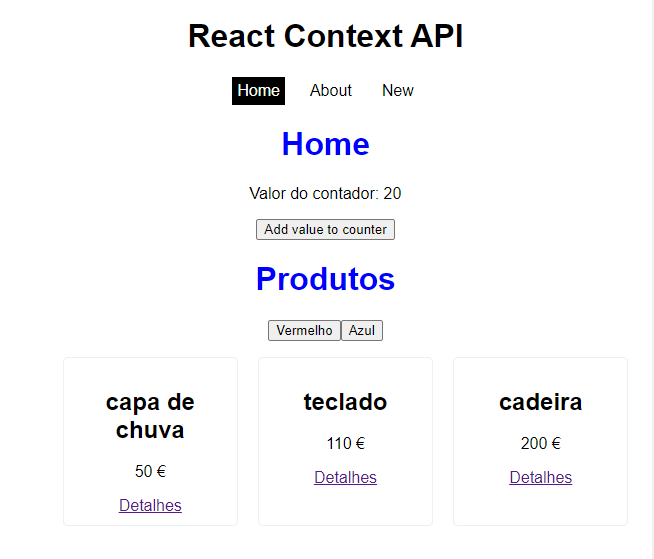 React Context API
Home About New
Home
Valor do contador: 20
Add value to counter
Produtos
Vermelho Azul
capa de
chuva
50 €
Detalhes
teclado
110 €
Detalhes
cadeira
200 €
Detalhes